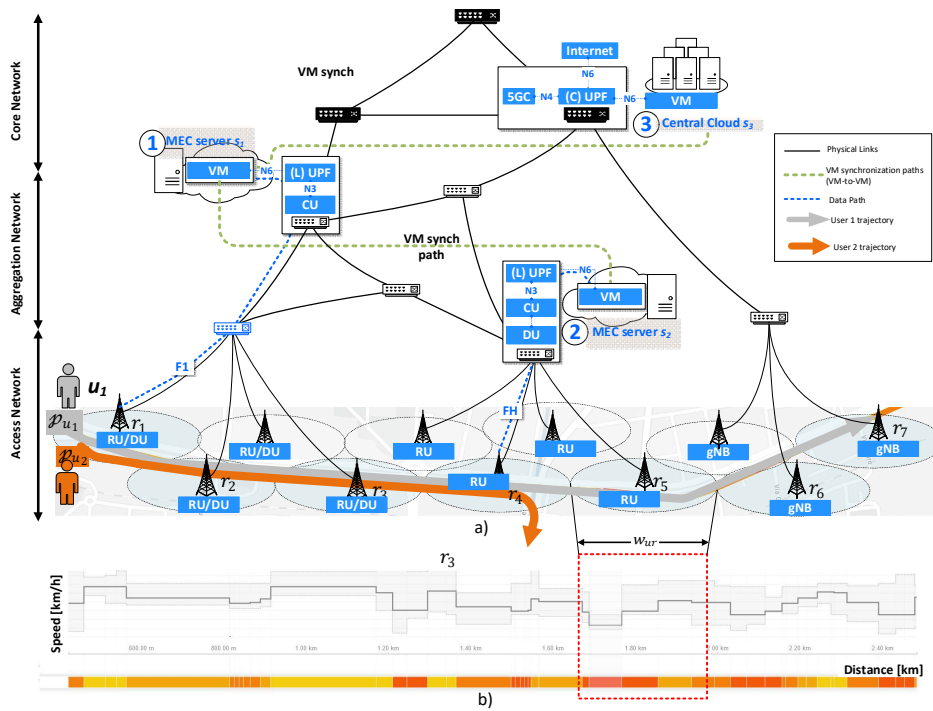 Core Network
Aggregation Network
Access Network
VM synch
Internet
N6
5GC
N4
(C) UPF
N6
VM
3
Central Cloud s3
1
MEC server s1
VM
N6
(L) UPF
N3
CU
Physical Links
VM synchronization paths
(VM-to-VM)
Data Path
User 1 trajectory
User 2 trajectory
VM synch
path
(L) UPF
N6
N3
CU
VM
DU
2
MEC server s2
F1
FH
u1
𝒫u1
𝒫u2
r1
RU/DU
RU/DU
RU
RU
gNB
r7
gNB
r2
RU/DU
r3
RU/DU
RU
r4
r5
RU
r6
gNB
a)
wur
r3
Speed [km/h]
600.00 m
800.00 m
1.20 km
1.40 km
1.60 km
1.80 km
2.00 km
2.20 km
2.40 km
Distance [km]
b)